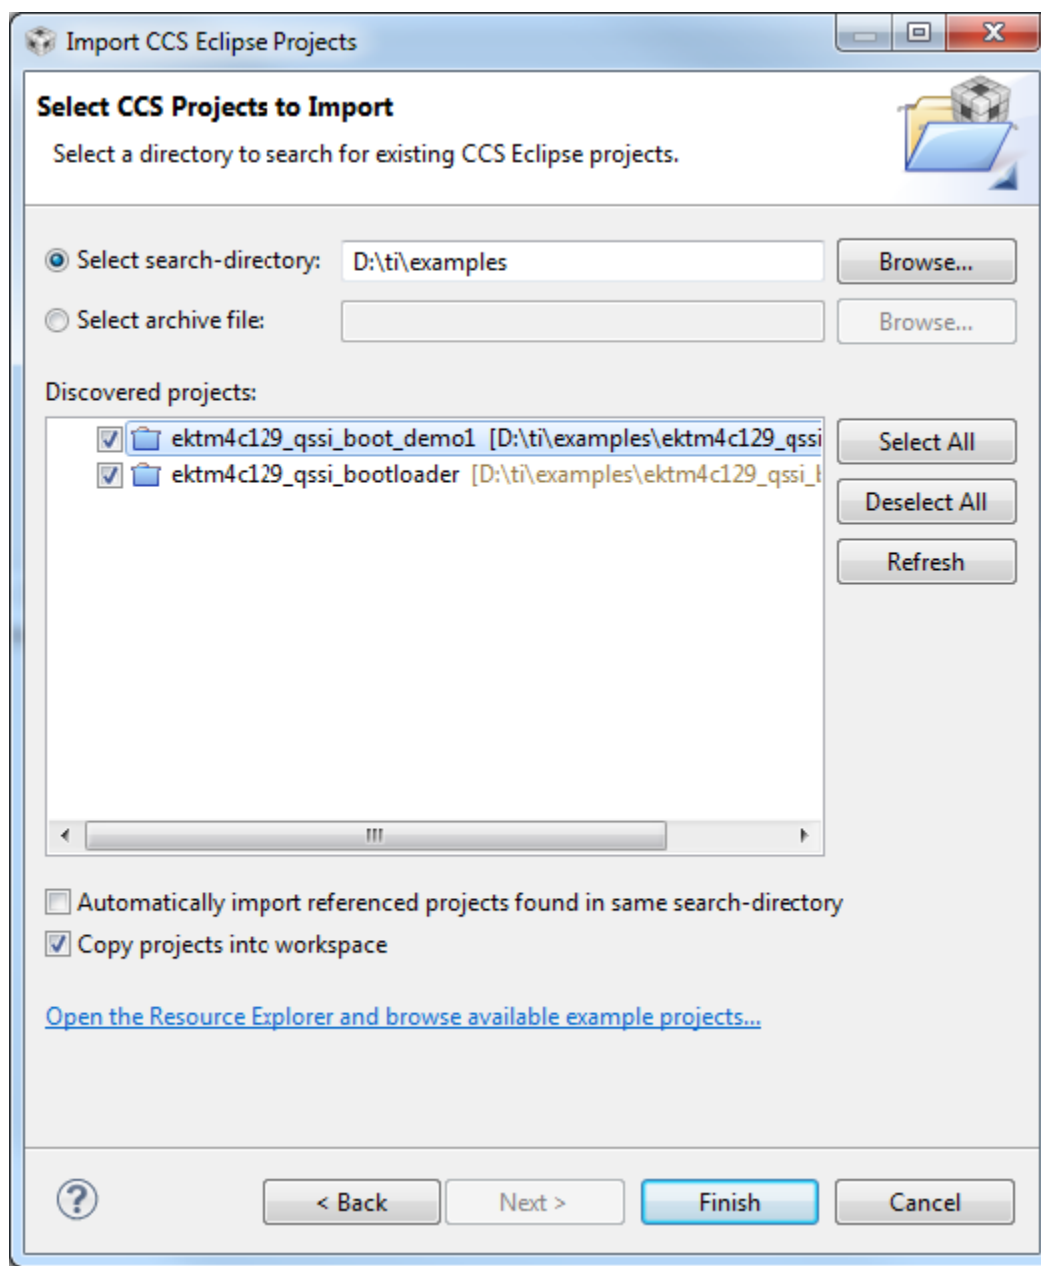 Import CCS Eclipse Projects
Select CCS Projects to Import
Select a directory to search for existing CCS Eclipse projects.
Select search-directory: D:\ti\examples Browse...
Select archive file: Browse...
Discovered projects:
ektm4c129_qssi_boot_demo1 [D:\ti\examples\ektm4c129_qssi Select All
ektm4c129_qssi_bootloader [D:\ti\examples\ektm4c129_qssi_b
Deselect All
Refresh
Automatically import referenced projects found in same search-directory
Copy projects into workspace
Open the Resource Explorer and browse available example projects...
? < Back Next > Finish Cancel